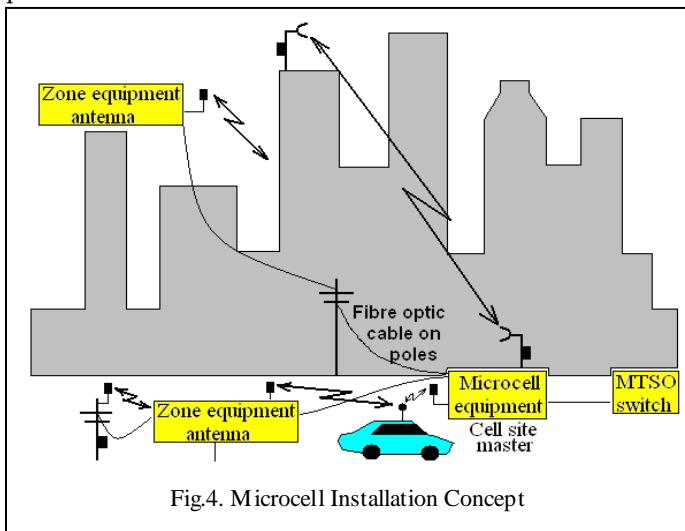 Zone equipment
antenna
Fibre optic
cable on
poles
Zone equipment
antenna
Microcell
equipment
MTSO
switch
Cell site
master
Fig.4. Microcell Installation Concept